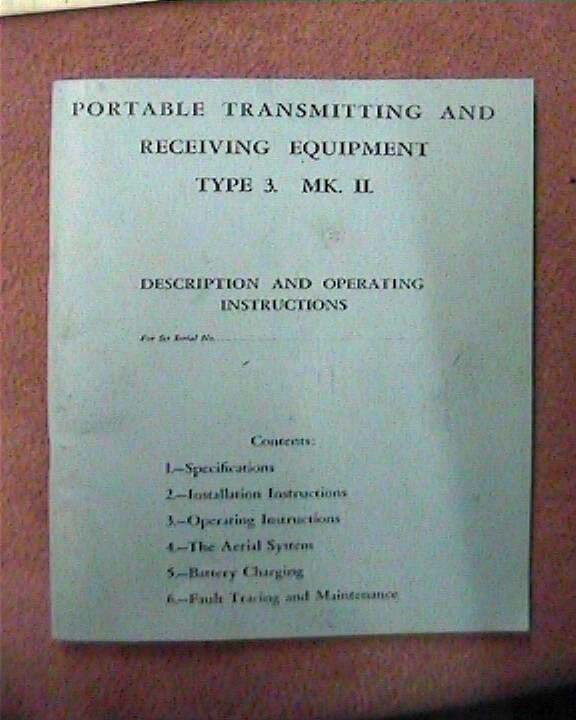 PORTABLE TRANSMITTING AND
RECEIVING EQUIPMENT
TYPE 3. MK. II.
DESCRIPTION AND OPERATING
INSTRUCTIONS
For Set Serial No.
Contents:
1.—Specifications
2.—Installation Instructions
3.—Operating Instructions
4.—The Aerial System
5.—Battery Charging
6.—Fault Tracing and Maintenance